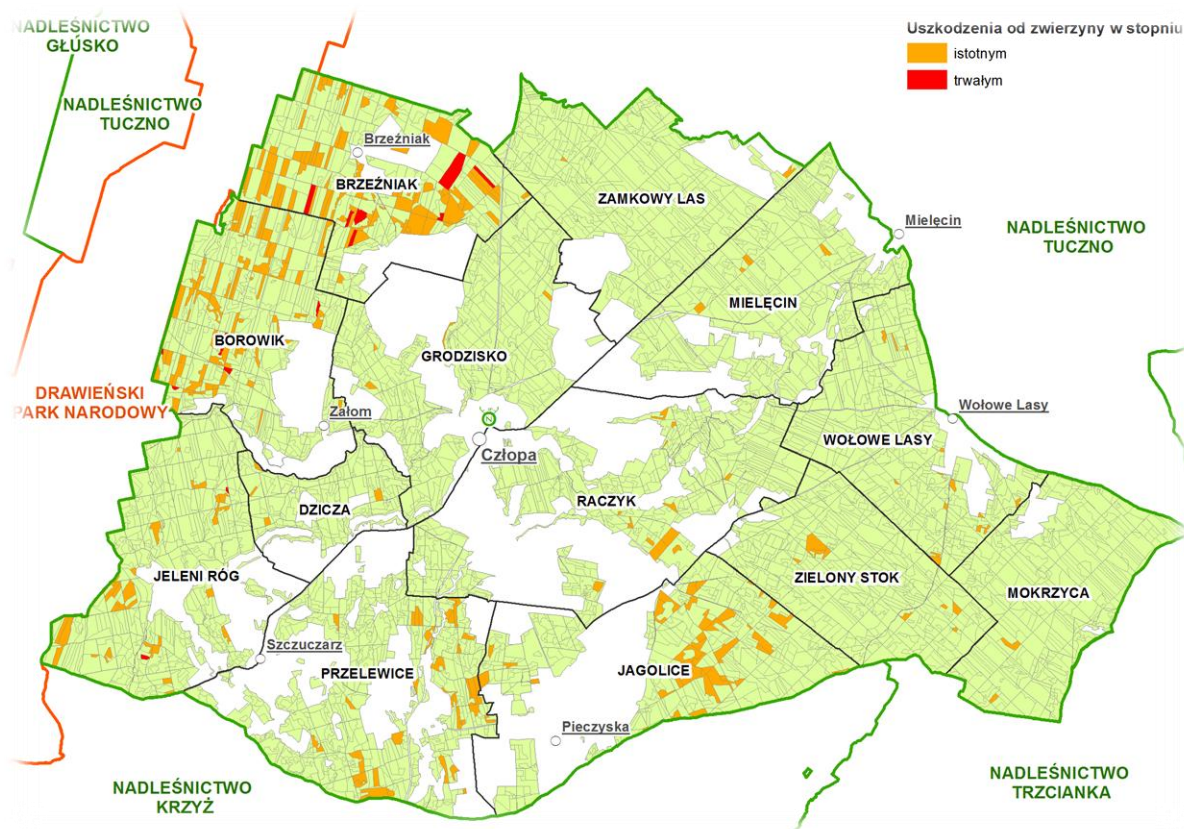 NADLEŚNICTWO
GŁÚSKO
Uszkodzenia od zwierzyny w stopniu
istotnym
trwałym
NADLEŚNICTWO
TUCZNO
Brzeźniak
BRZEŹNIAK
ZAMKOWY LAS
Mielęcin
NADLEŚNICTWO
TUCZNO
MIELĘCIN
BOROWIK
GRODZISKO
DRAWIEŃSKI
PARK NARODOWY
Załom
Wołowe Lasy
WOŁOWE LASY
Człopa
DZICZA
RACZYK
JELENI RÓG
ZIELONY STOK
MOKRZYCA
Szczuczarz
PRZELEWICE
JAGOLICE
Pieczyska
NADLEŚNICTWO
KRZYŻ
NADLEŚNICTWO
TRZCIANKA